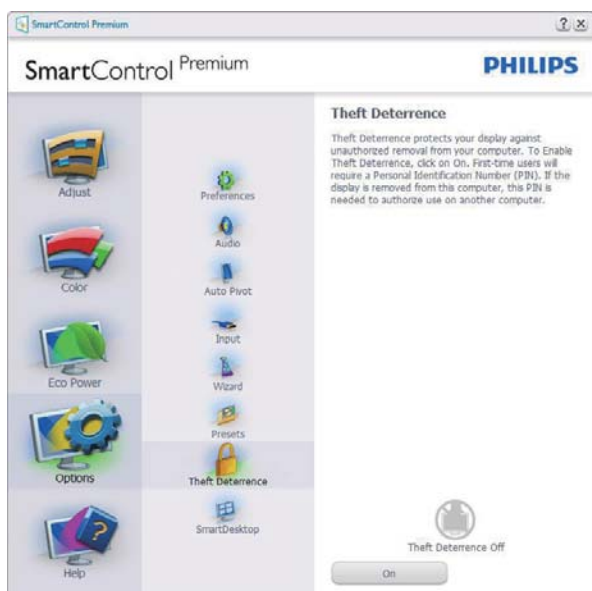 SmartControl Premium
SmartControl Premium
PHILIPS
Adjust
Color
Eco Power
Options
Help
Preferences
Audio
Auto Pivot
Input
Wizard
Presets
Theft Deterrence
SmartDesktop
Theft Deterrence
Theft Deterrence protects your display against
unauthorized removal from your computer. To Enable
Theft Deterrence, click on On. First-time users will
require a Personal Identification Number (PIN). If the
display is removed from this computer, this PIN is
needed to authorize use on another computer.
Theft Deterrence Off
On